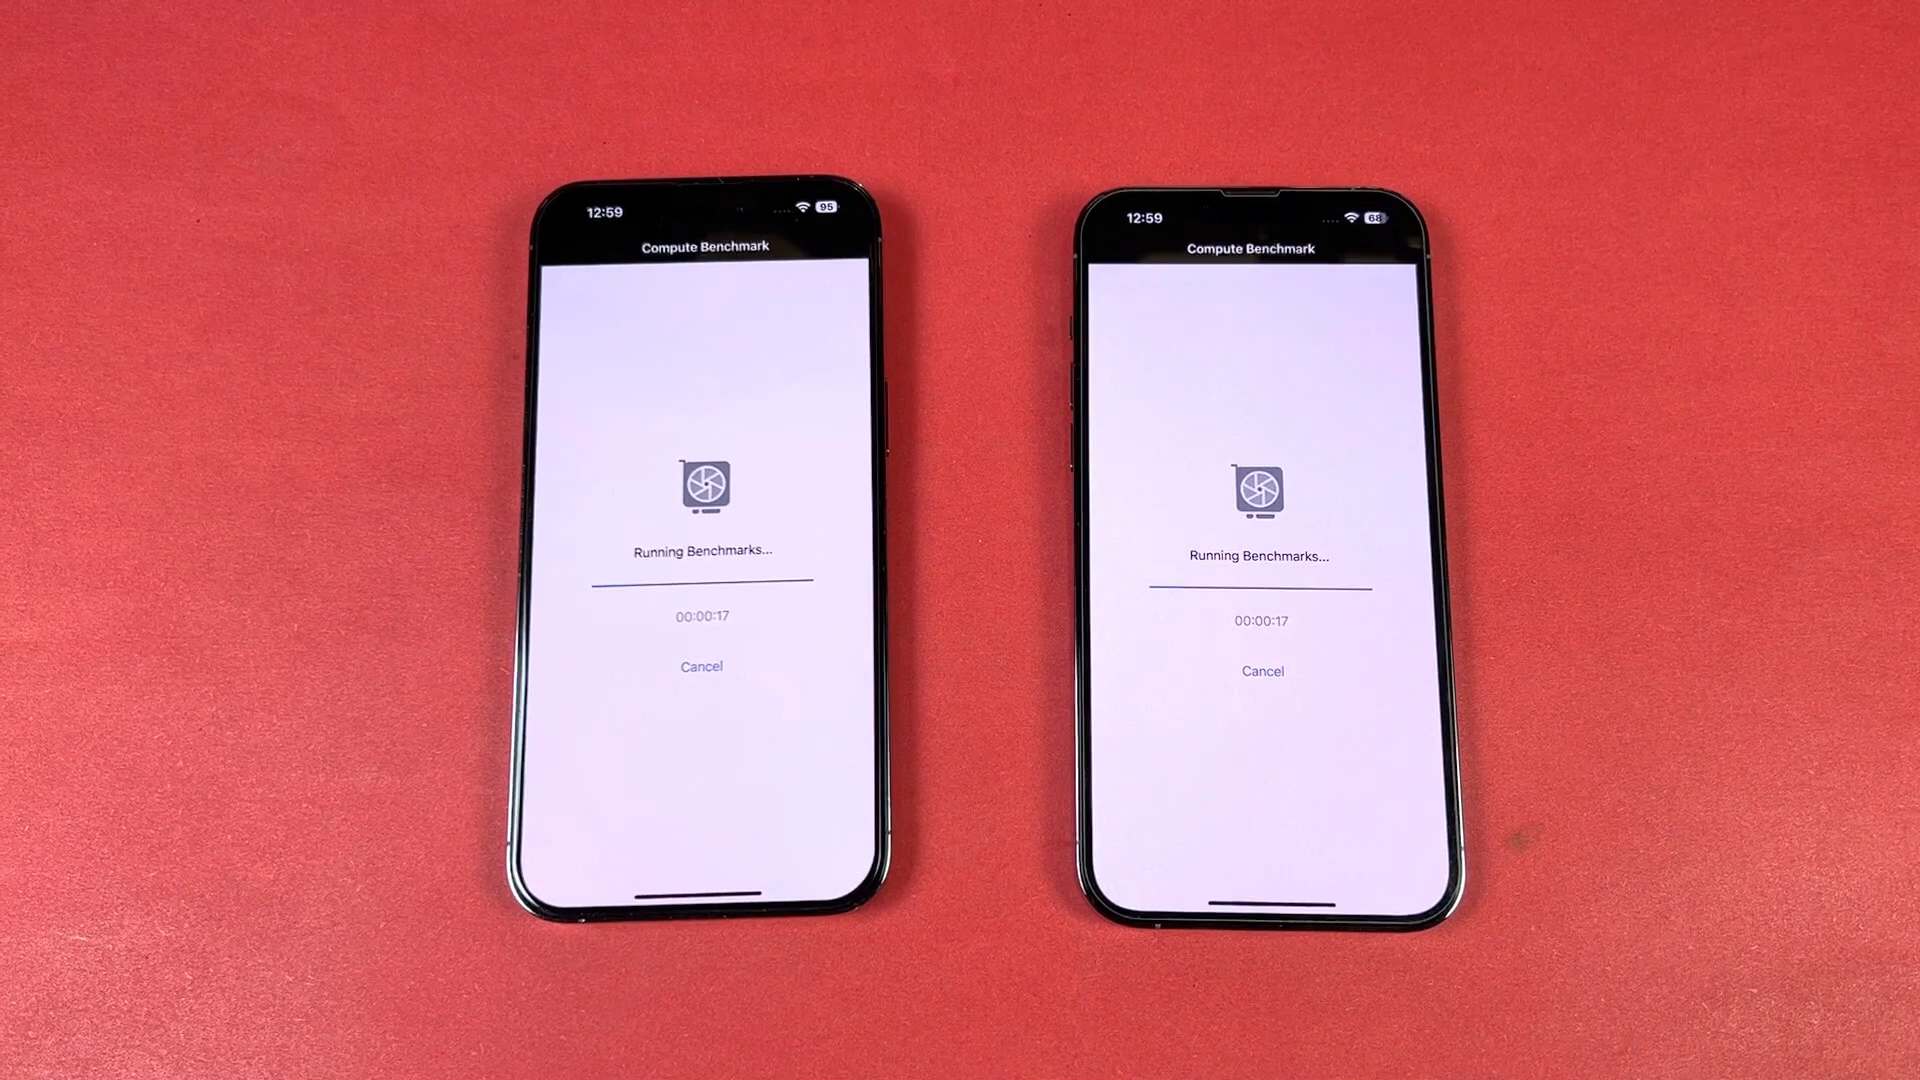 12:59
95
Compute Benchmark
Running Benchmarks...
00:00:17
Cancel
12:59
68
Compute Benchmark
Running Benchmarks...
00:00:17
Cancel